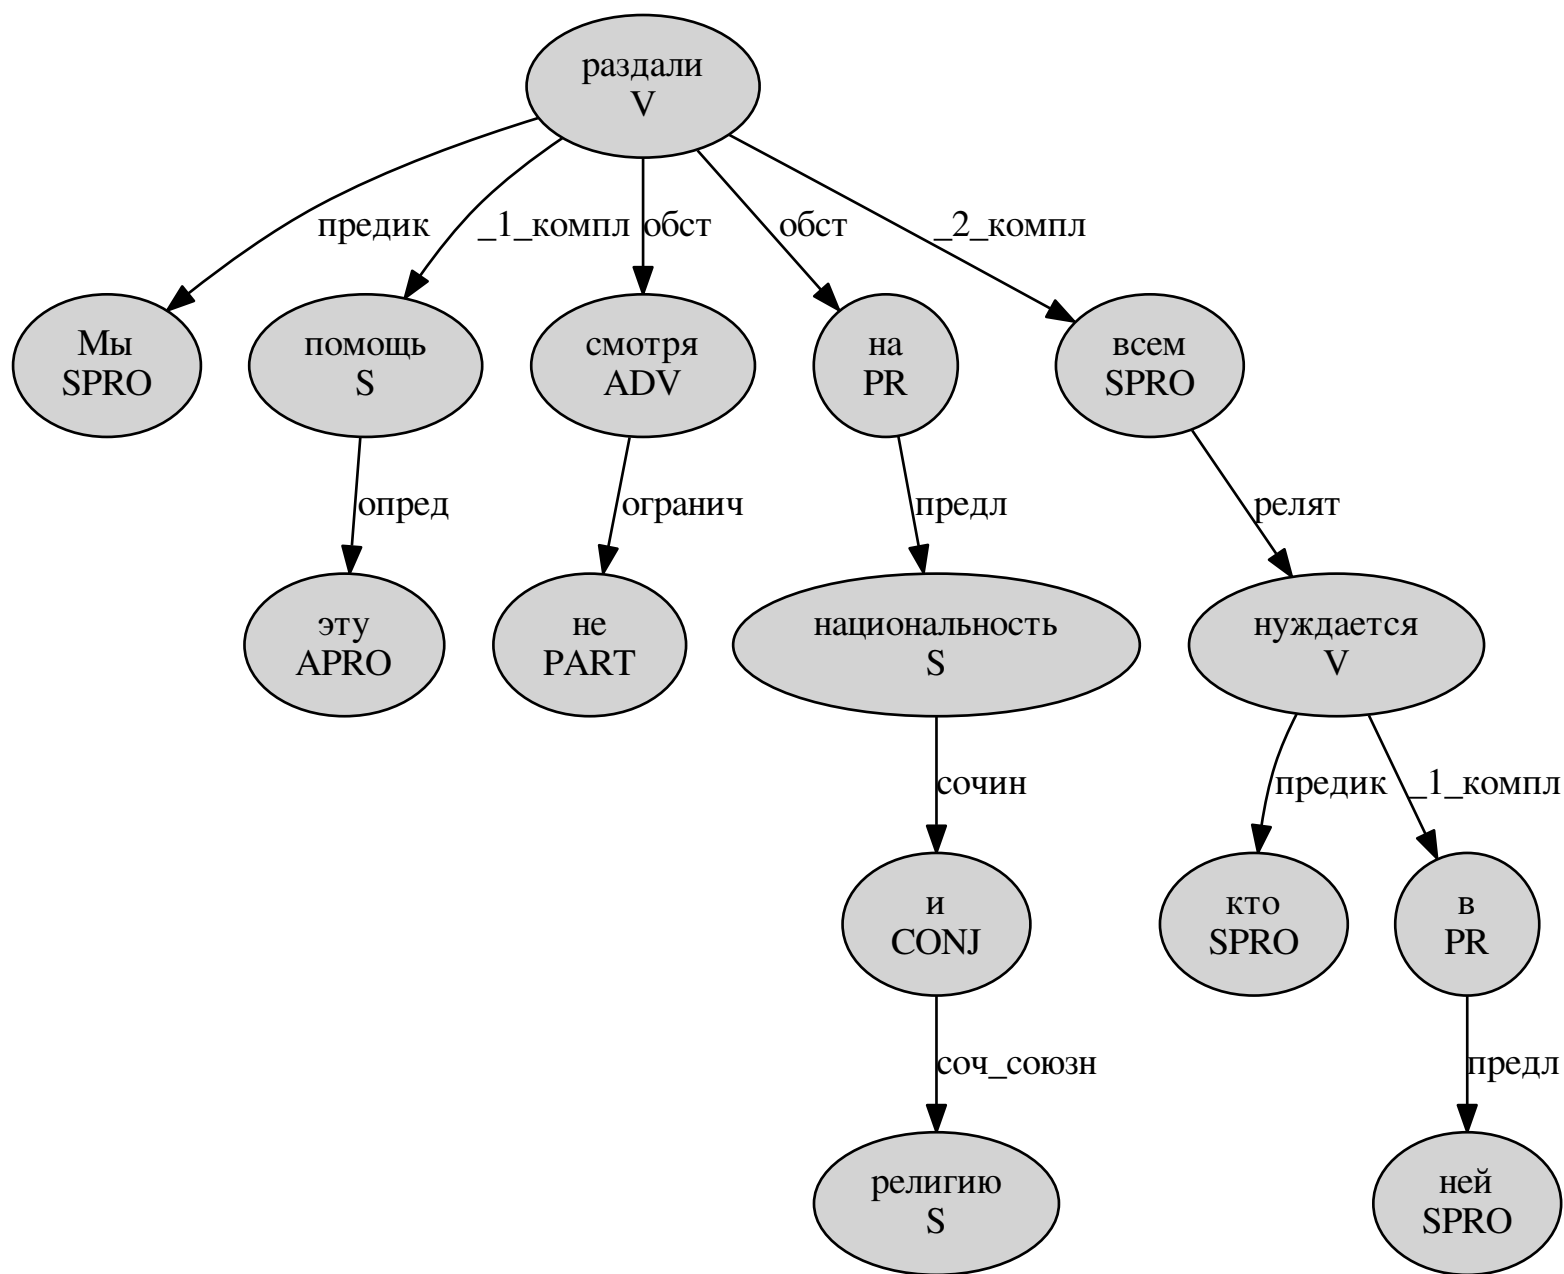 раздали
V
предик
_1_компл
обст
обст
_2_компл
Мы
SPRO
помощь
S
смотря
ADV
на
PR
всем
SPRO
опред
огранич
предл
релят
эту
APRO
не
PART
национальность
S
нуждается
V
сочин
предик
_1_компл
и
CONJ
кто
SPRO
в
PR
соч_союзн
предл
религию
S
ней
SPRO